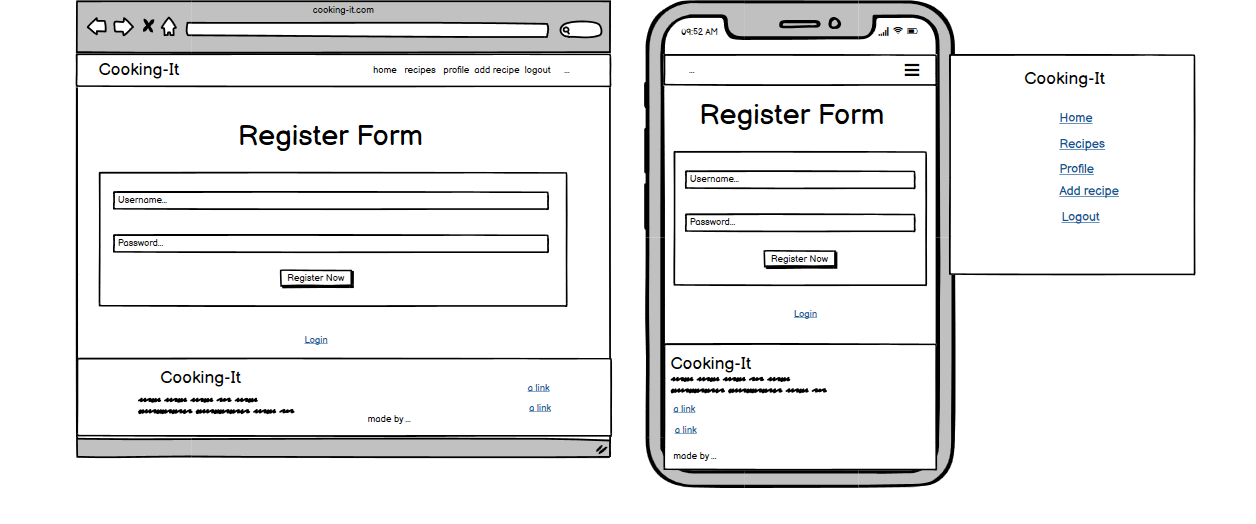 cooking-it.com
Cooking-It
home recipes profile add recipe logout ...
Register Form
Username...
Password...
Register Now
Login
Cooking-It
a link
a link
made by ...
09:52 AM
...
Register Form
Username...
Password...
Register Now
Login
Cooking-It
a link
a link
made by ...
Cooking-It
Home
Recipes
Profile
Add recipe
Logout